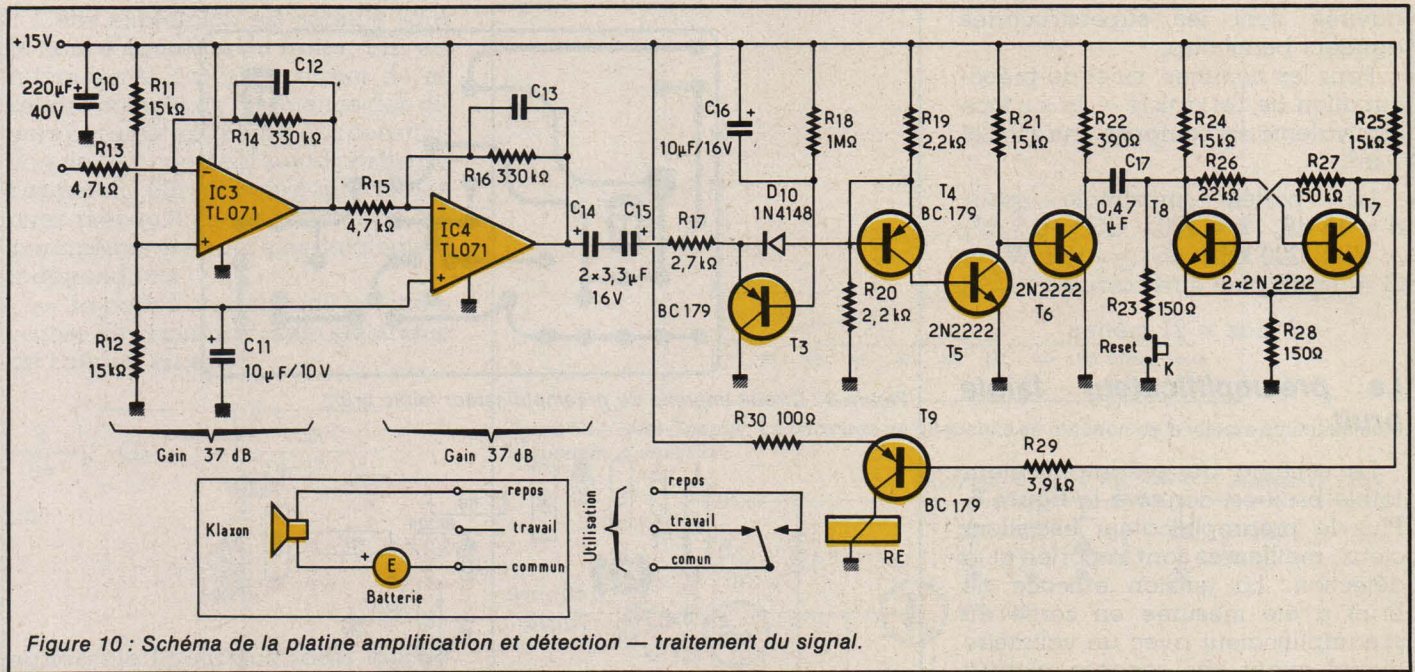 +15V
220µF
40V
+
C10
R11
15kΩ
C12
R14 330kΩ
R13
4,7kΩ
IC3
TL071
R15
4,7kΩ
C13
R16 330kΩ
IC4
TL071
R12
15kΩ
C11
10µF/10V
C14
C15
2×3,3µF
16V
R17
2,7kΩ
C16
10µF/16V
R18
1MΩ
D10
1N4148
BC 179
T3
R19
2,2kΩ
T4
BC 179
R20
2,2kΩ
R21
15kΩ
2N2222
T5
R22
390Ω
C17
0,47
µF
2N2222
T6
T8
R23
150Ω
Reset
K
R24
15kΩ
R26
22kΩ
R27
150kΩ
R25
15kΩ
T7
2×2N 2222
R28
150Ω
Gain 37 dB
Gain 37 dB
R30 100Ω
T9
BC 179
R29
3,9kΩ
RE
Klaxon
repos
travail
commun
+
E
Batterie
Utilisation
repos
travail
comun
Figure 10 : Schéma de la platine amplification et détection — traitement du signal.